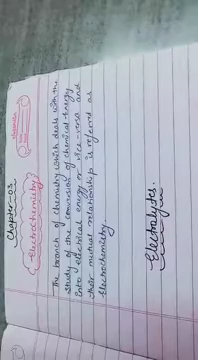 Chapter-03
Electrochemistry
The branch of chemistry which deals with the
study of the conversion of chemical energy
into electrical energy or vice-versa and
their mutual relationship is referred as
Electrochemistry.
Electrolytes